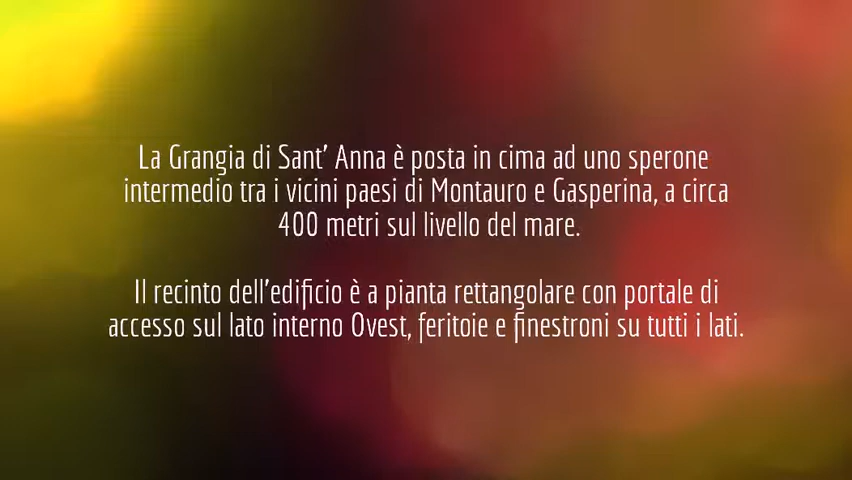 La Grangia di Sant' Anna è posta in cima ad uno sperone
intermedio tra i vicini paesi di Montauro e Gasperina, a circa
400 metri sul livello del mare.
Il recinto dell'edificio è a pianta rettangolare con portale di
accesso sul lato interno Ovest, feritoie e finestroni su tutti i lati.